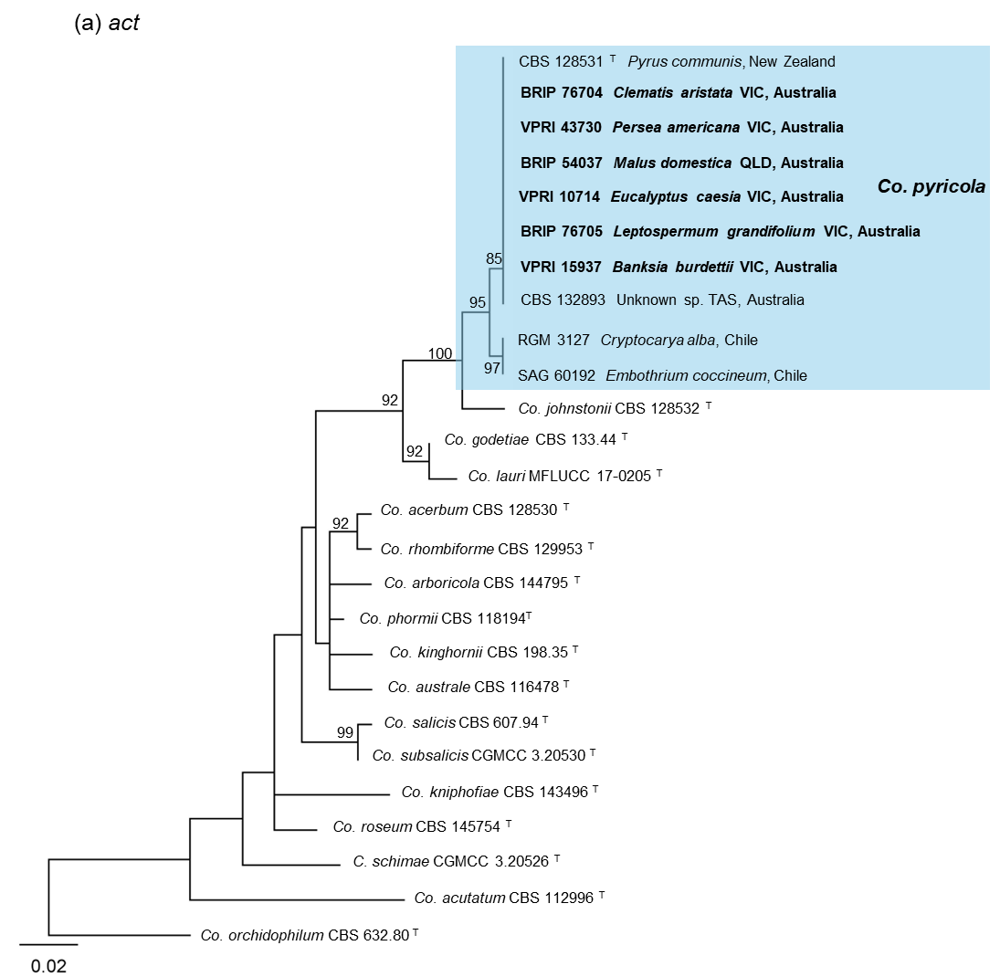 (a) act
CBS 128531 T Pyrus communis, New Zealand
BRIP 76704 Clematis aristata VIC, Australia
VPRI 43730 Persea americana VIC, Australia
BRIP 54037 Malus domestica QLD, Australia
Co. pyricola
VPRI 10714 Eucalyptus caesia VIC, Australia
BRIP 76705 Leptospermum grandifolium VIC, Australia
85
VPRI 15937 Banksia burdettii VIC, Australia
95
CBS 132893 Unknown sp. TAS, Australia
RGM 3127 Cryptocarya alba, Chile
100
97
SAG 60192 Embothrium coccineum, Chile
92
Co. johnstonii CBS 128532 T
Co. godetiae CBS 133.44 T
92
Co. lauri MFLUCC 17-0205 T
Co. acerbum CBS 128530 T
92
Co. rhombiforme CBS 129953 T
Co. arboricola CBS 144795 T
Co. phormii CBS 118194T
Co. kinghornii CBS 198.35 T
Co. australe CBS 116478 T
Co. salicis CBS 607.94 T
99
Co. subsalicis CGMCC 3.20530 T
Co. kniphofiae CBS 143496 T
Co. roseum CBS 145754 T
C. schimae CGMCC 3.20526 T
Co. acutatum CBS 112996 T
Co. orchidophilum CBS 632.80 T
0.02